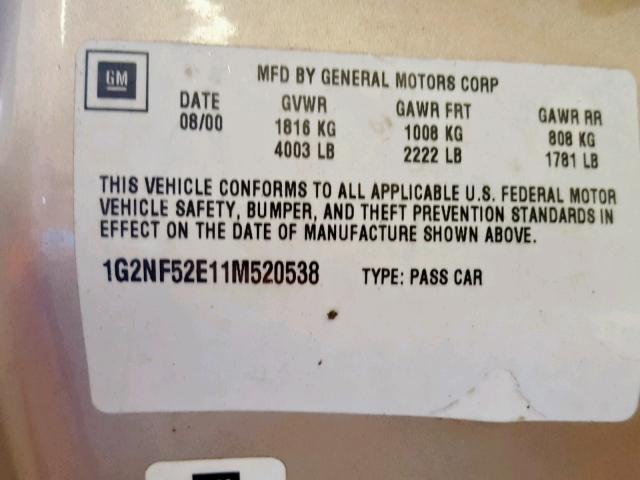 GM
MFD BY GENERAL MOTORS CORP
DATE GVWR GAWR FRT GAWR RR
08/00 1816 KG 1008 KG 808 KG
4003 LB 2222 LB 1781 LB
THIS VEHICLE CONFORMS TO ALL APPLICABLE U.S. FEDERAL MOTOR
VEHICLE SAFETY, BUMPER, AND THEFT PREVENTION STANDARDS IN
EFFECT ON THE DATE OF MANUFACTURE SHOWN ABOVE.
1G2NF52E11M520538 TYPE: PASS CAR